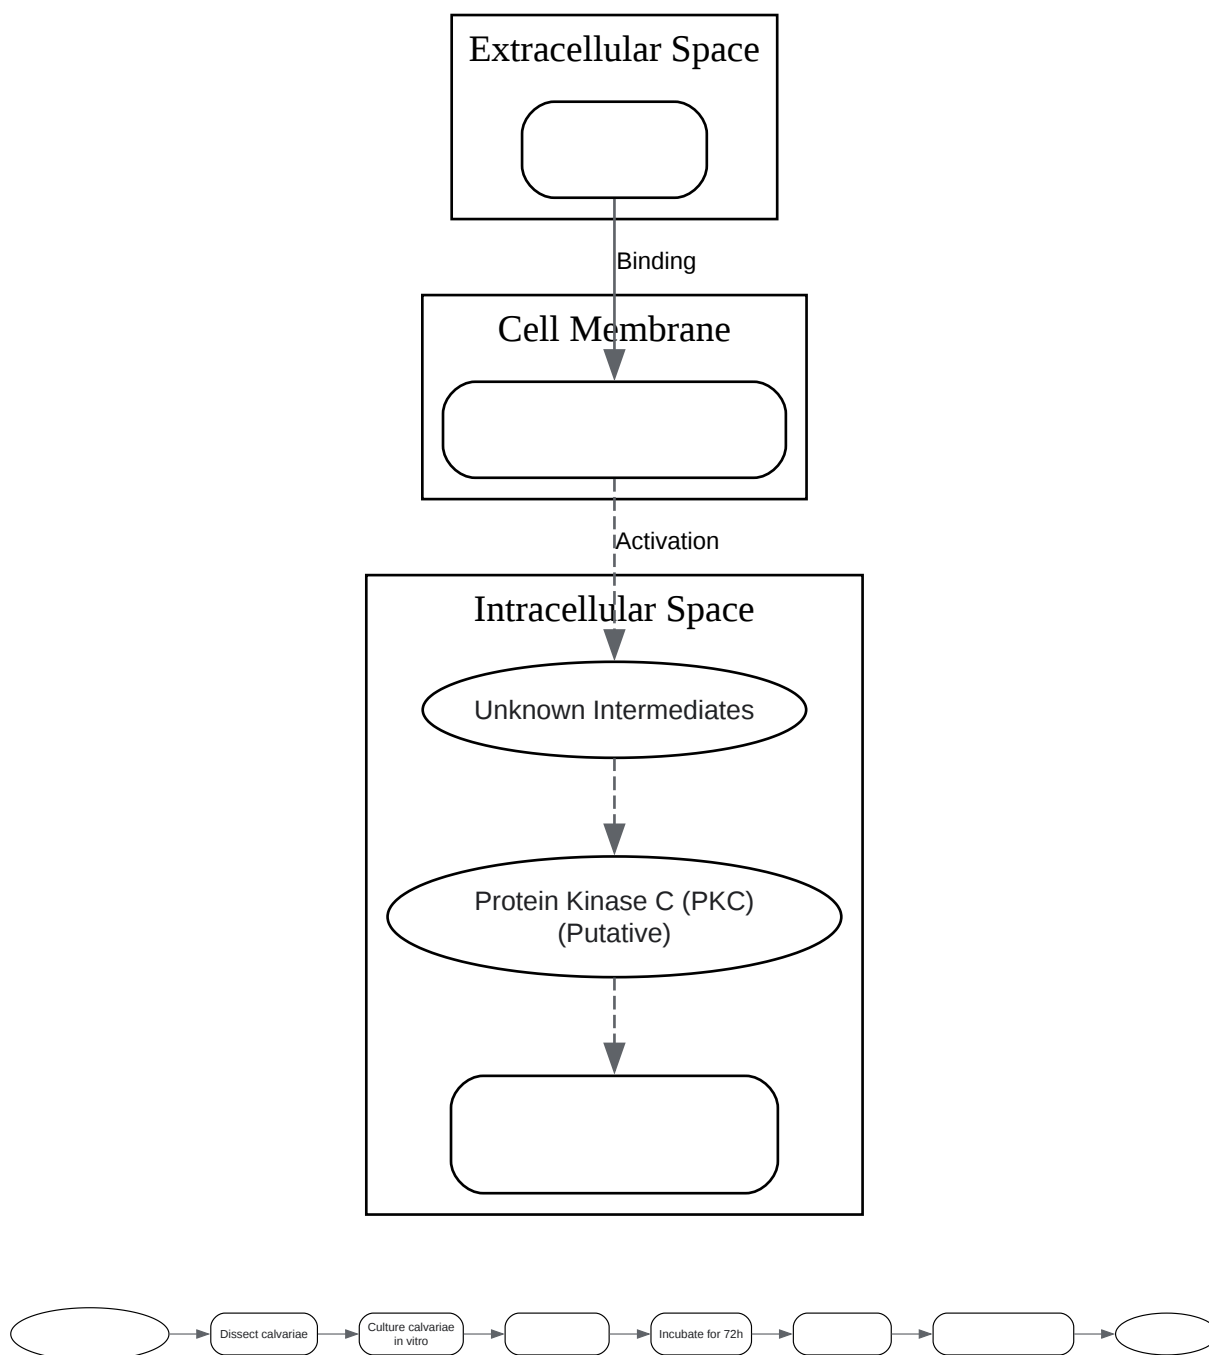 Extracellular Space
Binding
Cell Membrane
Activation
Intracellular Space
Unknown Intermediates
Protein Kinase C (PKC)
(Putative)
Dissect calvariae
Culture calvariae
in vitro
Incubate for 72h